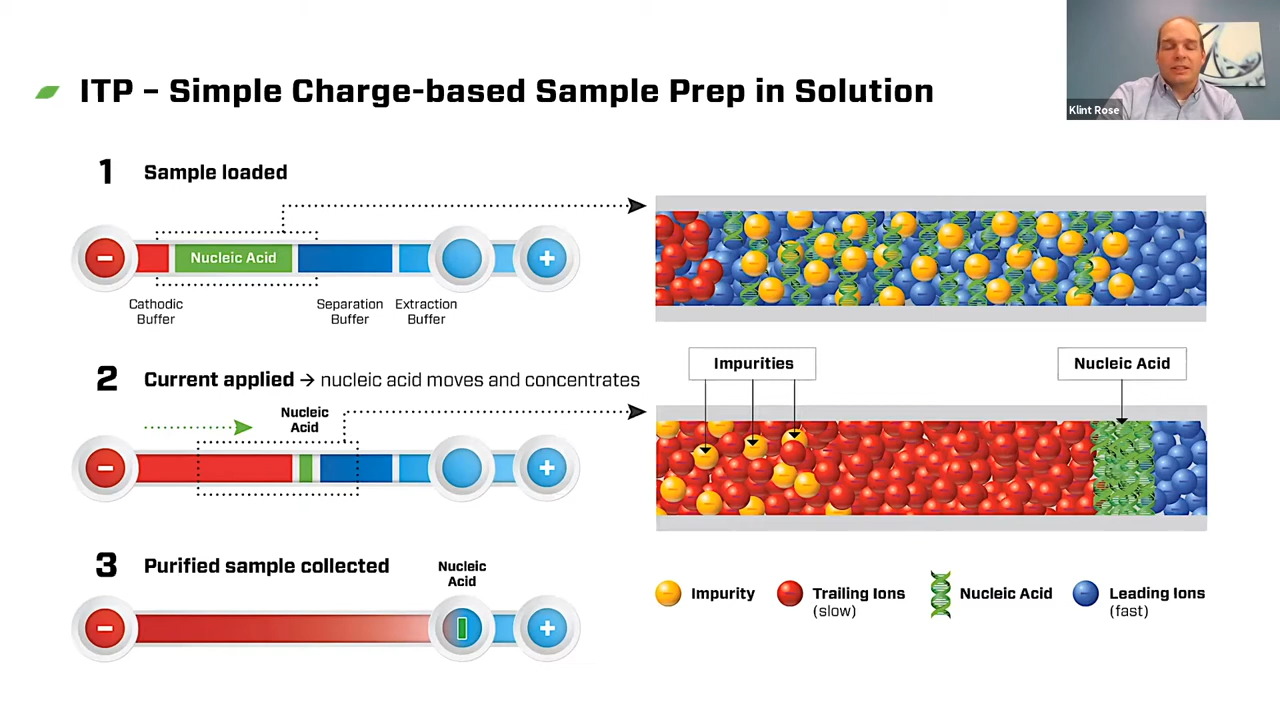 Klint Rose
ITP – Simple Charge-based Sample Prep in Solution
1 Sample loaded
Nucleic Acid
Cathodic
Buffer
Separation
Buffer
Extraction
Buffer
2 Current applied → nucleic acid moves and concentrates
Nucleic
Acid
Impurities
Nucleic Acid
3 Purified sample collected
Nucleic
Acid
Impurity
Trailing Ions
(slow)
Nucleic Acid
Leading Ions
(fast)